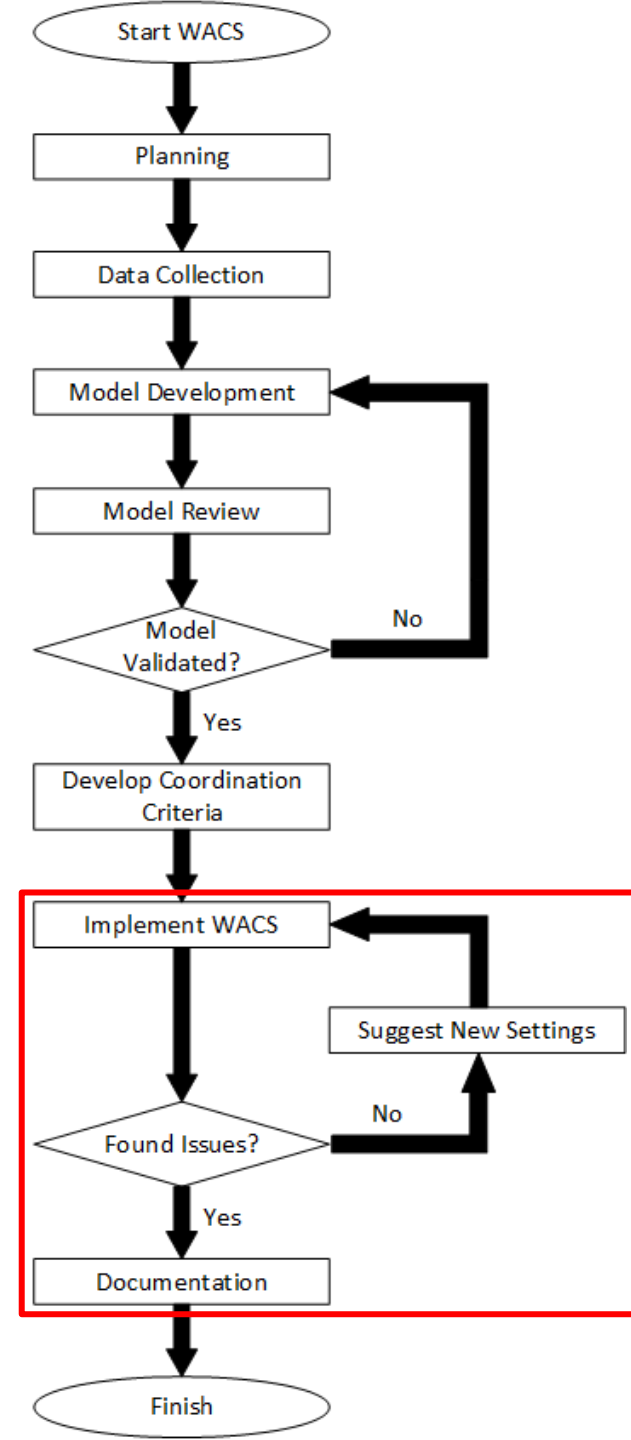 Start WACS
Planning
Data Collection
Model Development
Model Review
Model
Validated?
No
Yes
Develop Coordination
Criteria
Implement WACS
Suggest New Settings
Found Issues?
No
Yes
Documentation
Finish